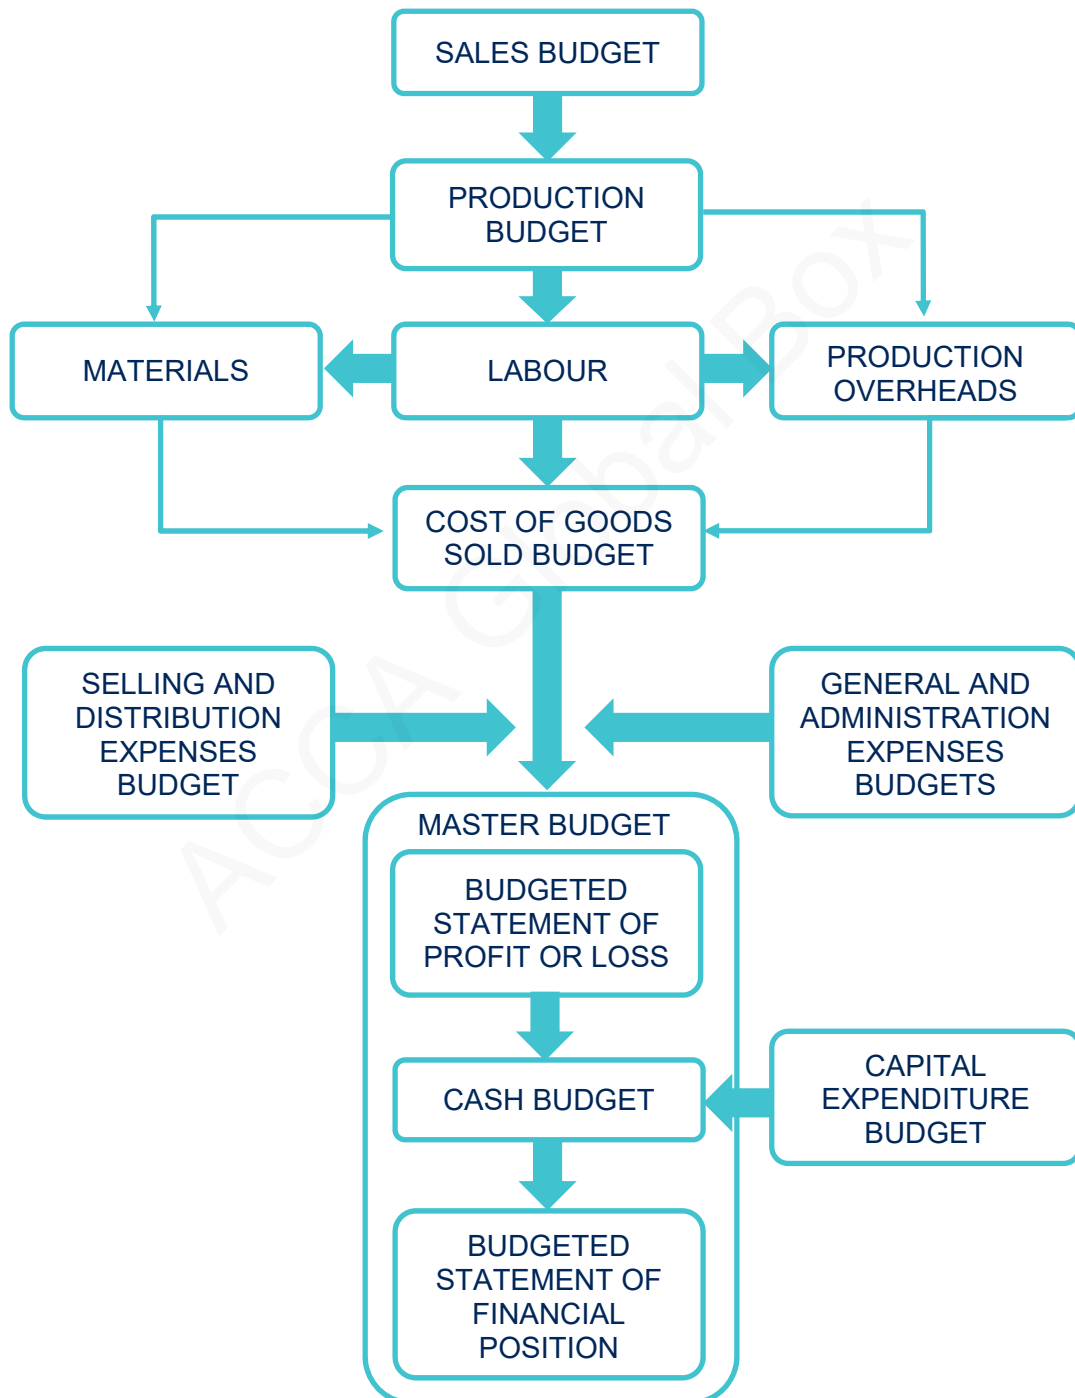 SALES BUDGET
PRODUCTION
BUDGET
MATERIALS
LABOUR
PRODUCTION
OVERHEADS
COST OF GOODS
SOLD BUDGET
SELLING AND
DISTRIBUTION
EXPENSES
BUDGET
GENERAL AND
ADMINISTRATION
EXPENSES
BUDGETS
MASTER BUDGET
BUDGETED
STATEMENT OF
PROFIT OR LOSS
CASH BUDGET
CAPITAL
EXPENDITURE
BUDGET
BUDGETED
STATEMENT OF
FINANCIAL
POSITION
ACCA Global Box